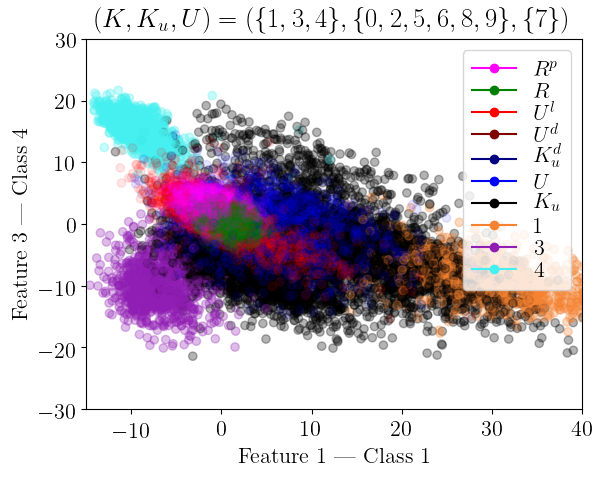 (K, K_u, U) = ({1, 3, 4}, {0, 2, 5, 6, 8, 9}, {7})
30
20
10
0
−10
−20
−30
Feature 3 — Class 4
R^p
R
U^l
U^d
K_u^d
U
K_u
1
3
4
−10 0 10 20 30 40
Feature 1 — Class 1